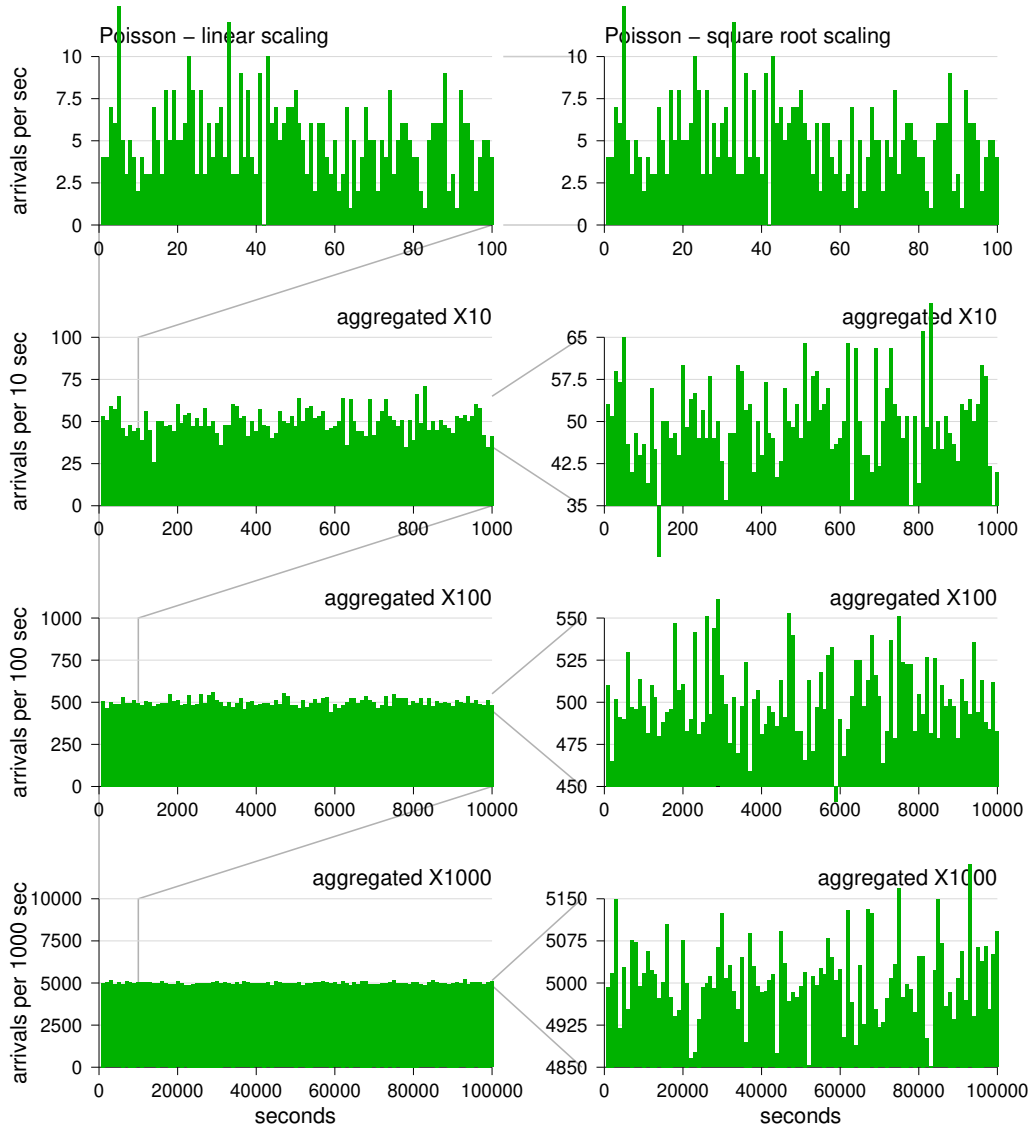 Poisson − linear scaling
Poisson − square root scaling
arrivals per sec
10
7.5
5
2.5
0
0 20 40 60 80 100
10
7.5
5
2.5
0
0 20 40 60 80 100
aggregated X10
aggregated X10
arrivals per 10 sec
100
75
50
25
0
0 200 400 600 800 1000
65
57.5
50
42.5
35
0 200 400 600 800 1000
aggregated X100
aggregated X100
arrivals per 100 sec
1000
750
500
250
0
0 2000 4000 6000 8000 10000
550
525
500
475
450
0 2000 4000 6000 8000 10000
aggregated X1000
aggregated X1000
arrivals per 1000 sec
10000
7500
5000
2500
0
0 20000 40000 60000 80000 100000
seconds
5150
5075
5000
4925
4850
0 20000 40000 60000 80000 100000
seconds